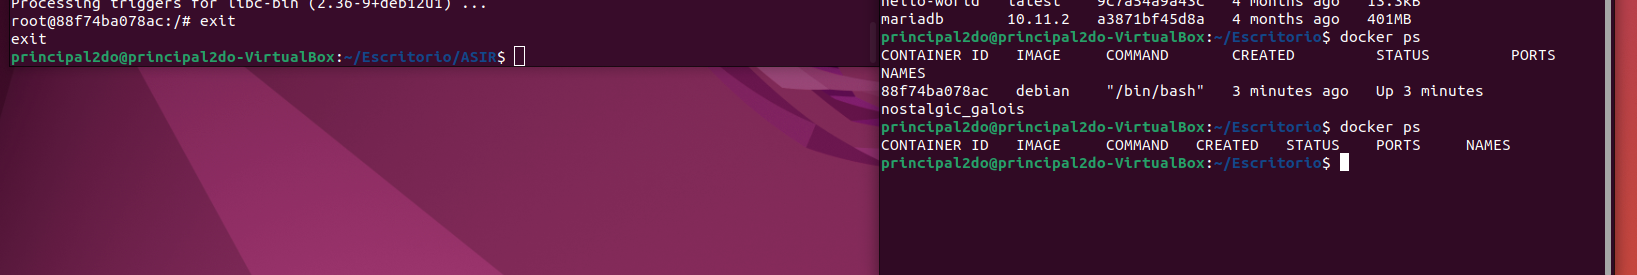 Processing triggers for libc-bin (2.36-9+deb12u1) ...
root@88f74ba078ac:/# exit
exit
principal2do@principal2do-VirtualBox:~/Escritorio/ASIR$
hello-world   latest    9c7a54a9a43c   4 months ago   13.3kB
mariadb       10.11.2   a3871bf45d8a   4 months ago   401MB
principal2do@principal2do-VirtualBox:~/Escritorio$ docker ps
CONTAINER ID   IMAGE     COMMAND       CREATED         STATUS         PORTS
NAMES
88f74ba078ac   debian    "/bin/bash"   3 minutes ago   Up 3 minutes
nostalgic_galois
principal2do@principal2do-VirtualBox:~/Escritorio$ docker ps
CONTAINER ID   IMAGE     COMMAND   CREATED   STATUS    PORTS     NAMES
principal2do@principal2do-VirtualBox:~/Escritorio$